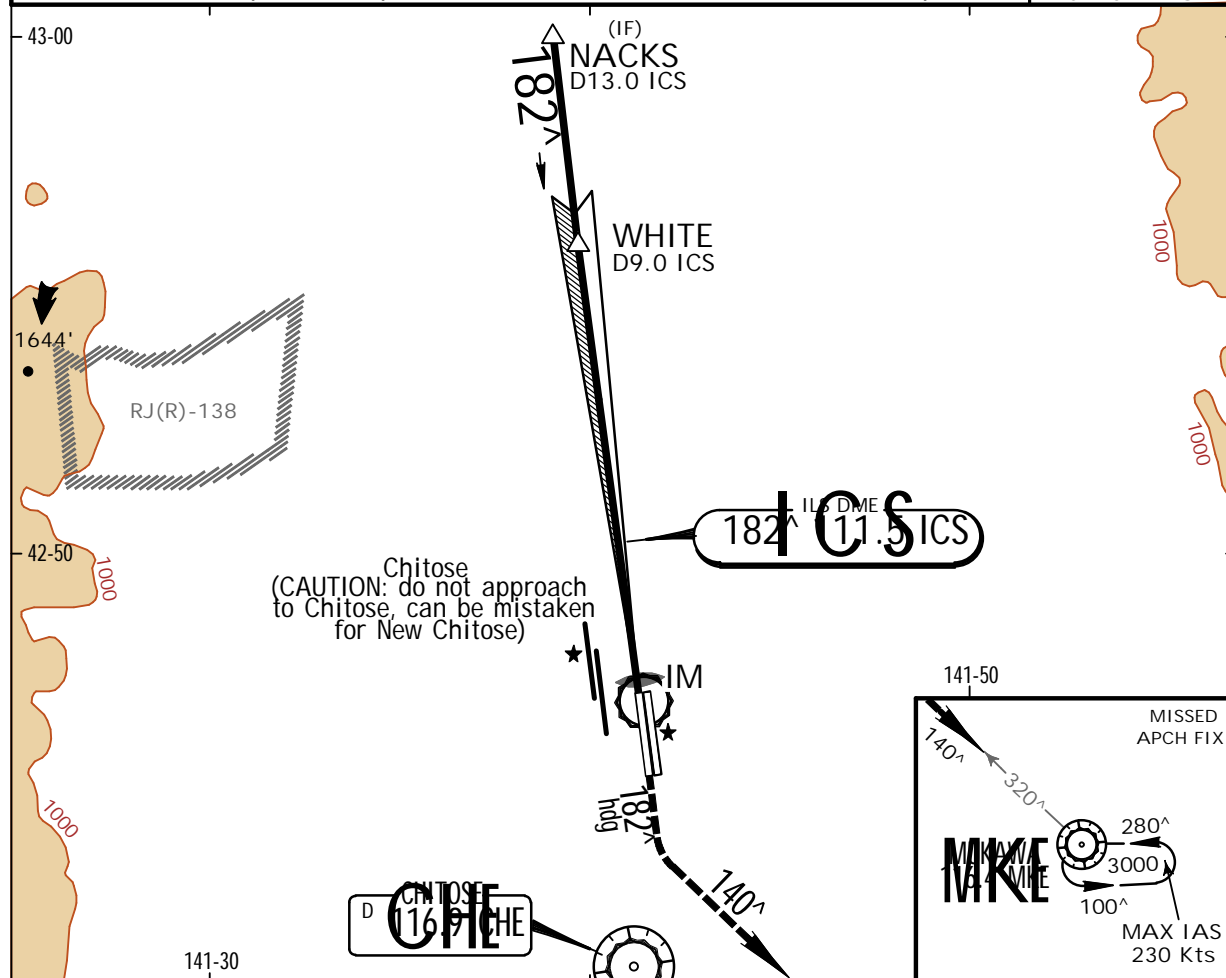 43-00
(IF)
NACKS
D13.0 ICS
182^
WHITE
D9.0 ICS
1000
1644'
RJ(R)-138
1000
ILS DME
182^ 111.5 ICS
ICS
42-50
1000
Chitose
(CAUTION: do not approach
to Chitose, can be mistaken
for New Chitose)
IM
141-50
MISSED
APCH FIX
140^
320^
280^
3000
100^
MKE
MAX IAS
230 Kts
1000
182^
hdg
140^
CHITOSE
D 116.9 CHE
CHE
141-30